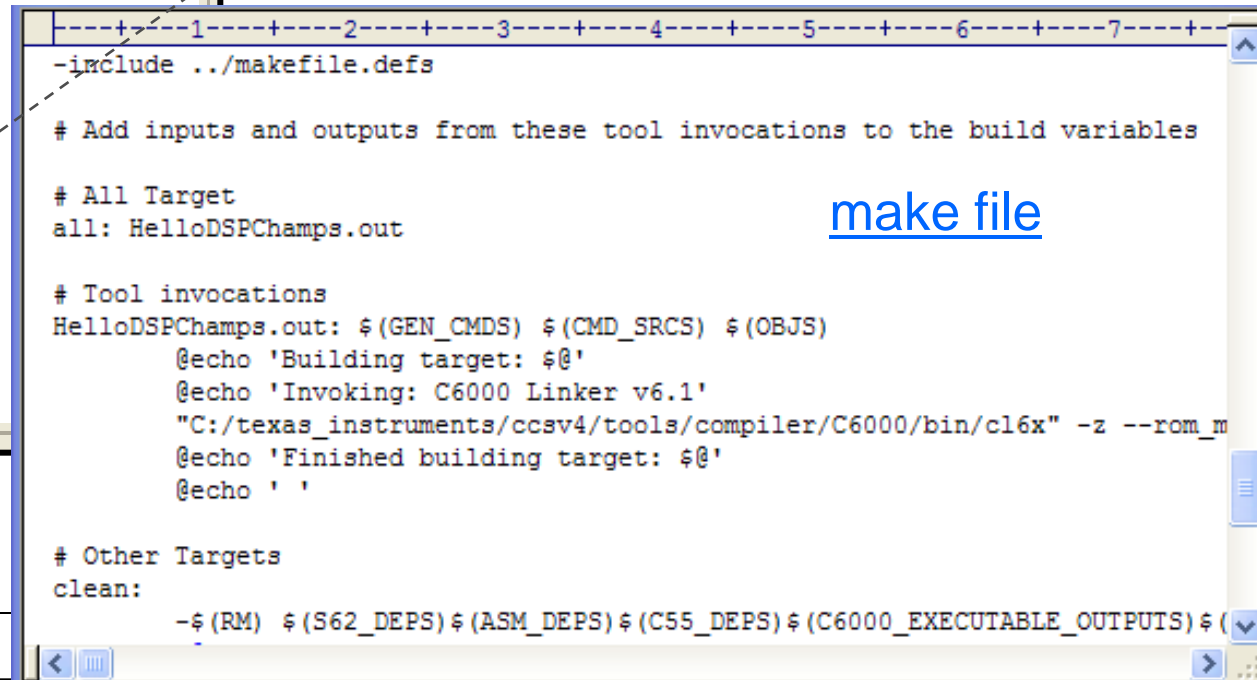 ----+----1----+----2----+----3----+----4----+----5----+----6----+----7----+--
-include ../makefile.defs
# Add inputs and outputs from these tool invocations to the build variables
# All Target
all: HelloDSPChamps.out
make file
# Tool invocations
HelloDSPChamps.out: $(GEN_CMDS) $(CMD_SRCS) $(OBJS)
@echo 'Building target: $@'
@echo 'Invoking: C6000 Linker v6.1'
"C:/texas_instruments/ccsv4/tools/compiler/C6000/bin/cl6x" -z --rom_m
@echo 'Finished building target: $@'
@echo ' '
# Other Targets
clean:
-$(RM) $(S62_DEPS)$(ASM_DEPS)$(C55_DEPS)$(C6000_EXECUTABLE_OUTPUTS)$(